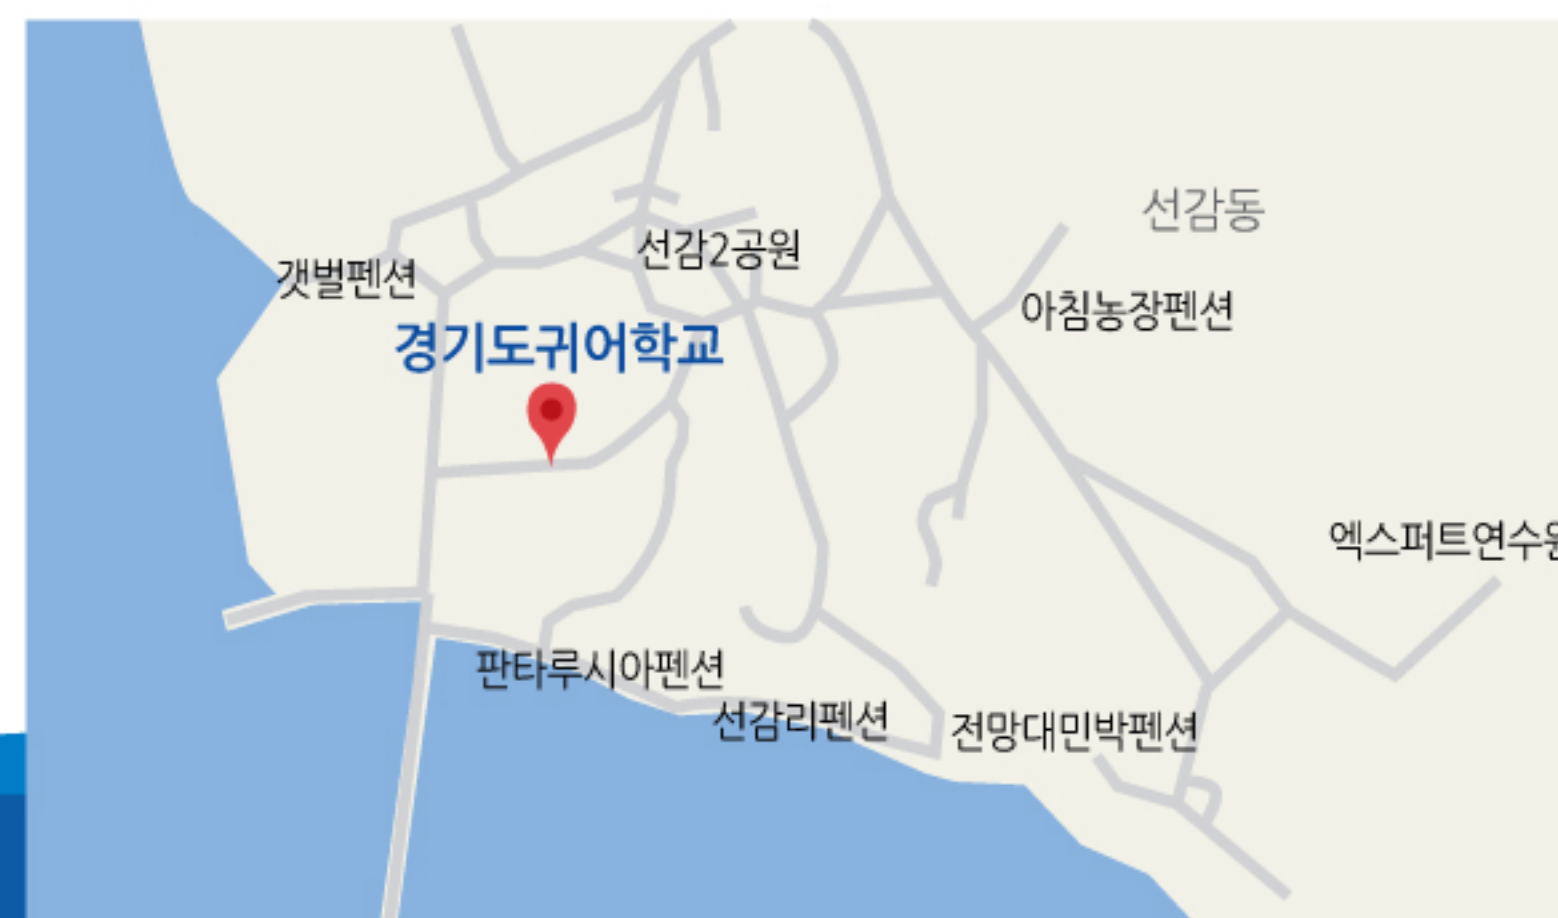 선감동
선감2공원
갯벌펜션
아침농장펜션
경기도귀어학교
엑스퍼트연수원
판타루시아펜션
선감리펜션
전망대민박펜션